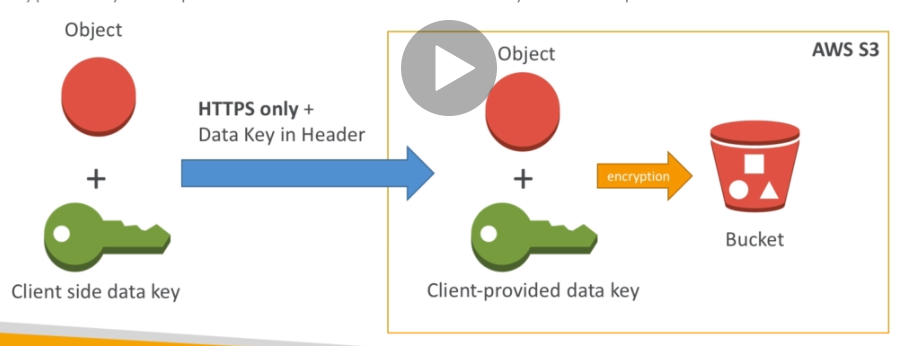 Object
Object
AWS S3
HTTPS only +
Data Key in Header
+
+
encryption
Bucket
Client side data key
Client-provided data key